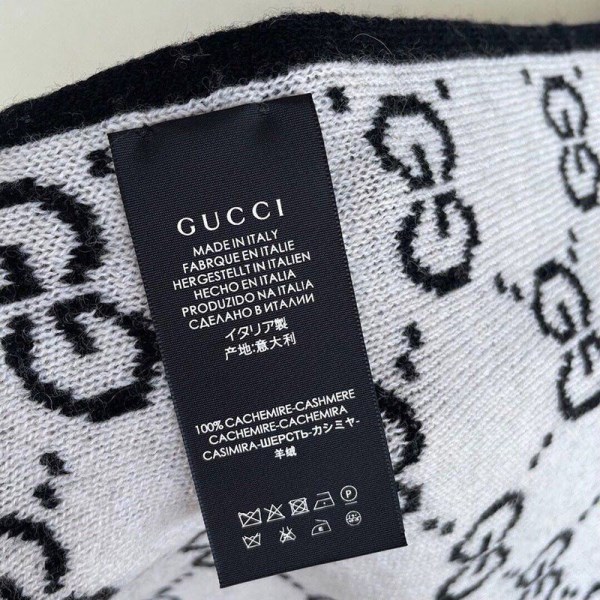 GUCCI
MADE IN ITALY
FABRIQUE EN ITALIE
HERGESTELLT IN ITALIEN
HECHO EN ITALIA
PRODUZIDO NA ITALIA
СДЕЛАНО В ИТАЛИИ
イタリア製
产地:意大利
100% CACHEMIRE-CASHMERE
CACHEMIRE-CACHEMIRA
CASIMIRA-ШЕРСТЬ-カシミヤ-
羊绒